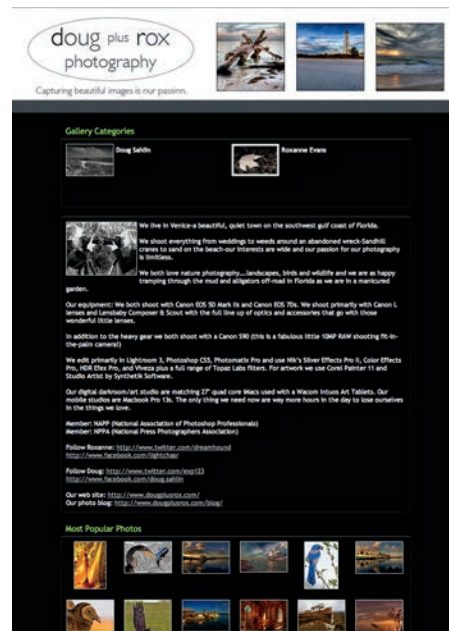 doug plus rox
photography
Capturing beautiful images is our passion.
Gallery Categories
Doug Sahlin
Roxanne Evans
We live in Venice-a beautiful, quiet town on the southwest gulf coast of Florida.
We shoot everything from weddings to weeds around an abandoned wreck-Sandhill
cranes to sand on the beach-our interests are wide and our passion for our photography
is limitless.
We both love nature photography....landscapes, birds and wildlife and we are as happy
tramping through the mud and alligators off-road in Florida as we are in a manicured
garden.
Our equipment: We both shoot with Canon EOS 5D Mark IIs and Canon EOS 7Ds. We shoot primarily with Canon L
lenses and Lensbaby Composer & Scout with the full line up of optics and accessories that go with those
wonderful little lenses.
In addition to the heavy gear we both shoot with a Canon S90 (this is a fabulous little 10MP RAW shooting fit-in-
the-palm camera!)
We edit primarily in Lightroom 3, Photoshop CS5, Photomatix Pro and use Nik's Silver Effects Pro II, Color Effects
Pro, HDR Efex Pro, and Viveza plus a full range of Topaz Labs filters. For artwork we use Corel Painter 11 and
Studio Artist by Synthetik Software.
Our digital darkroom/art studio are matching 27" quad core iMacs used with a Wacom Intuos Art Tablets. Our
mobile studios are Macbook Pro 13s. The only thing we need now are way more hours in the day to lose ourselves
in the things we love.
Member: NAPP (National Association of Photoshop Professionals)
Member: NPPA (National Press Photographers Association)
Follow Roxanne: http://www.twitter.com/dreamhound
http://www.facebook.com/lightchasr
Follow Doug: http://www.twitter.com/exp123
http://www.facebook.com/doug.sahlin
Our web site: http://www.dougplusrox.com/
Our photo blog: http://www.dougplusrox.com/blog/
Most Popular Photos